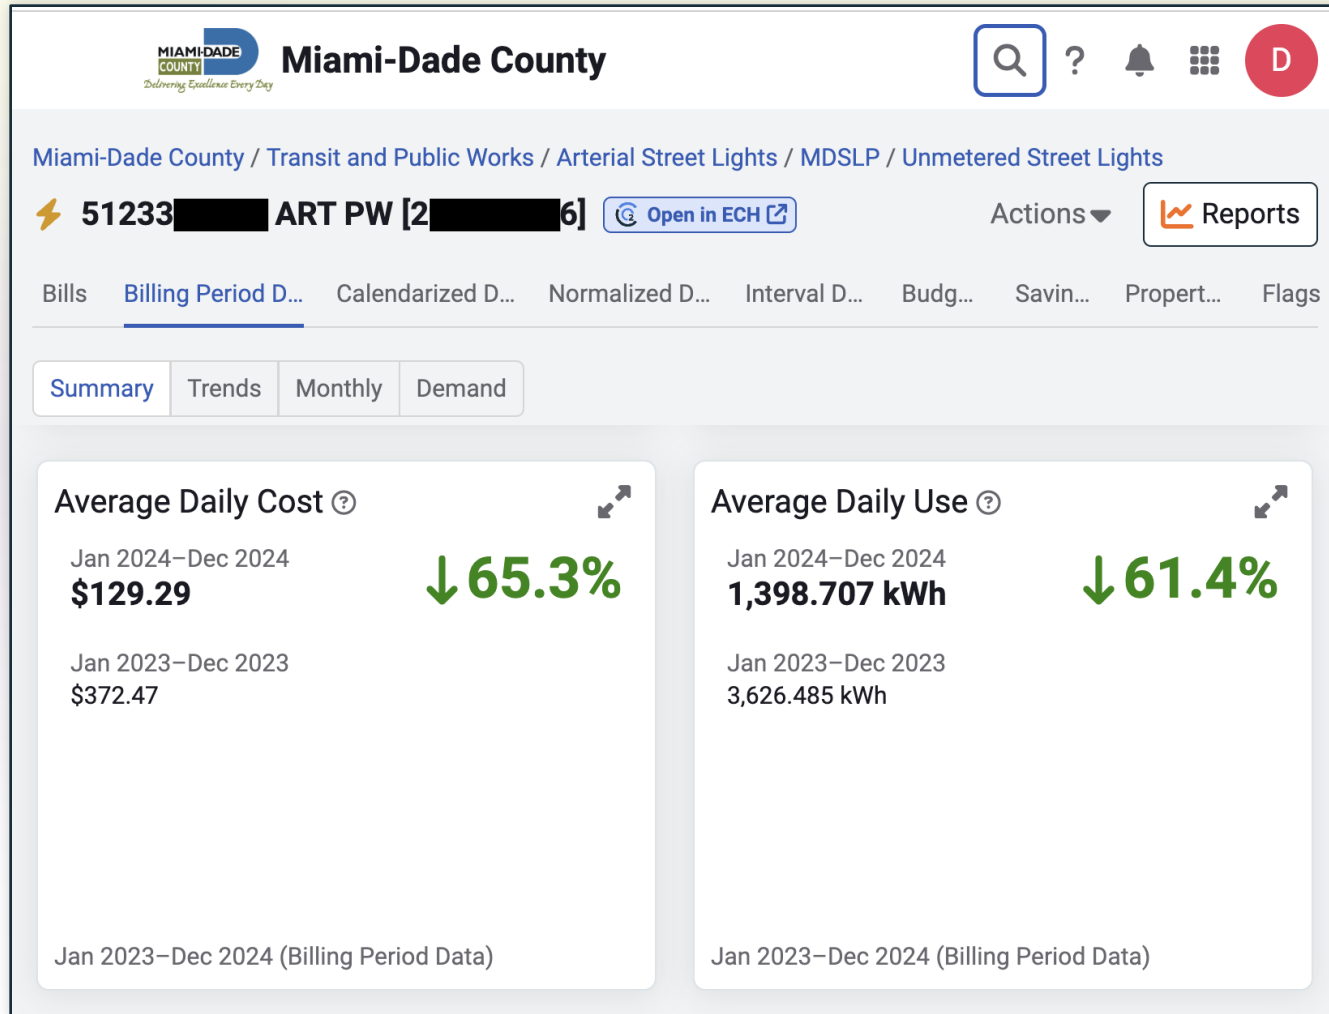 MIAMI-DADE
COUNTY
Delivering Excellence Every Day
Miami-Dade County
?
D
Miami-Dade County / Transit and Public Works / Arterial Street Lights / MDSLP / Unmetered Street Lights
51233 ART PW [2 6]
Open in ECH
Actions
Reports
Bills
Billing Period D...
Calendarized D...
Normalized D...
Interval D...
Budg...
Savin...
Propert...
Flags
Summary
Trends
Monthly
Demand
Average Daily Cost ?
Jan 2024–Dec 2024
$129.29
↓65.3%
Jan 2023–Dec 2023
$372.47
Jan 2023–Dec 2024 (Billing Period Data)
Average Daily Use ?
Jan 2024–Dec 2024
1,398.707 kWh
↓61.4%
Jan 2023–Dec 2023
3,626.485 kWh
Jan 2023–Dec 2024 (Billing Period Data)